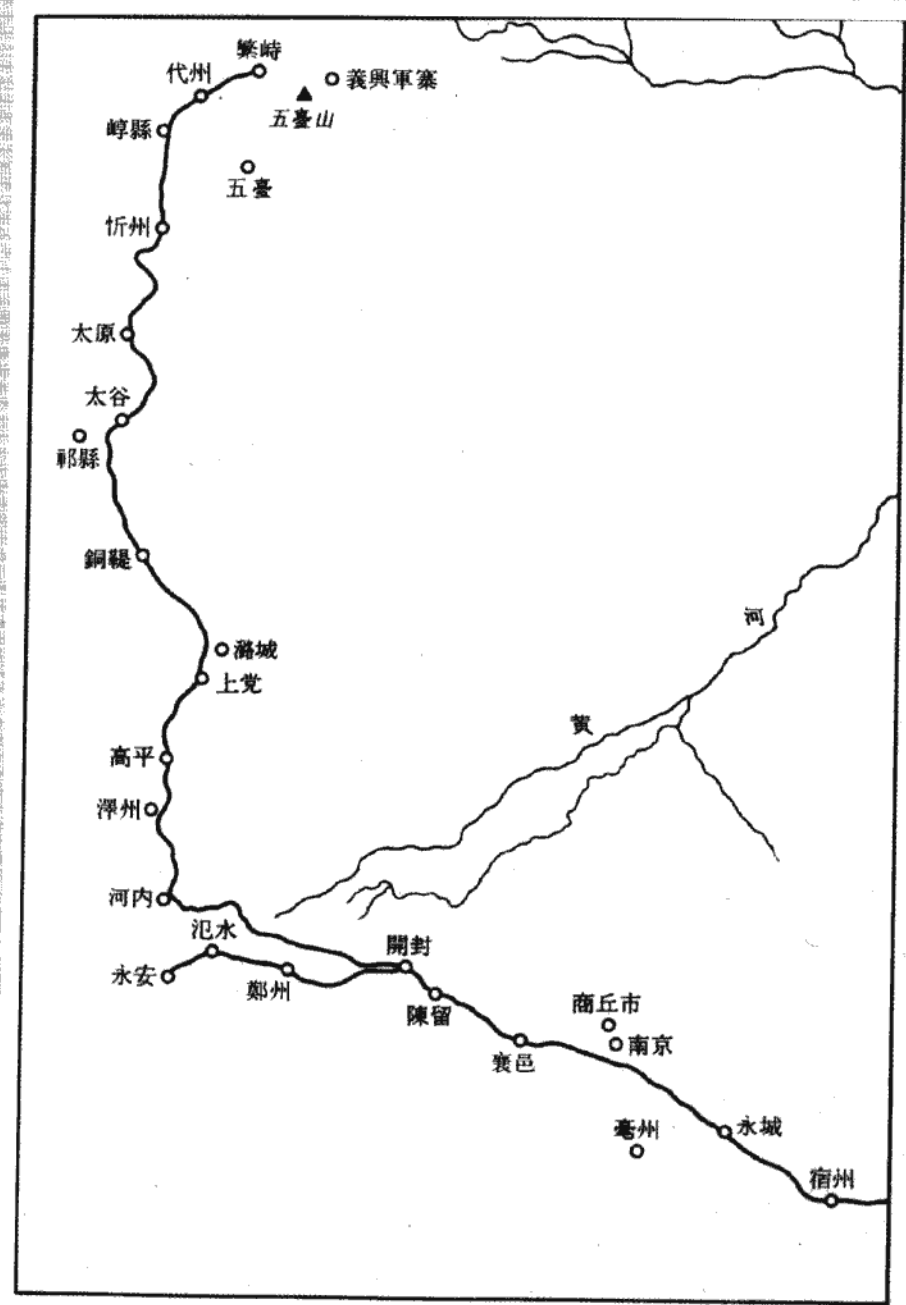 繁峙
代州
義興軍寨
五臺山
崞縣
五臺
忻州
太原
太谷
祁縣
銅鞮
河
潞城
上党
黄
高平
澤州
河内
氾水
開封
永安
鄭州
陳留
商丘市
南京
襄邑
亳州
永城
宿州